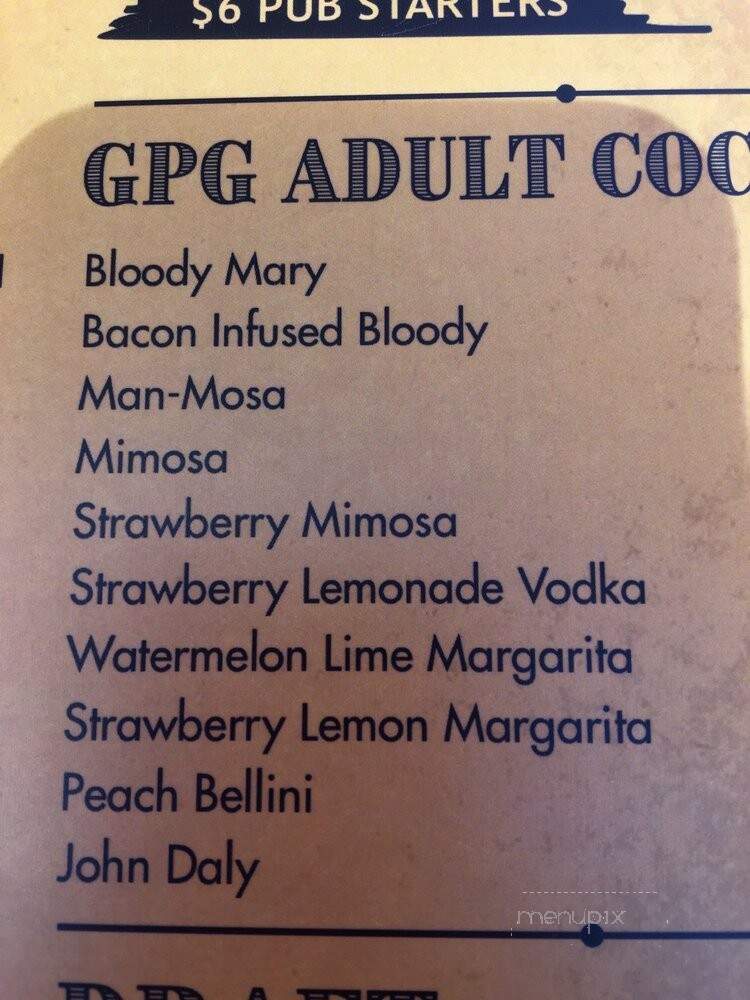 $6 PUB STARTERS
GPG ADULT COC
Bloody Mary
Bacon Infused Bloody
Man-Mosa
Mimosa
Strawberry Mimosa
Strawberry Lemonade Vodka
Watermelon Lime Margarita
Strawberry Lemon Margarita
Peach Bellini
John Daly
menupix